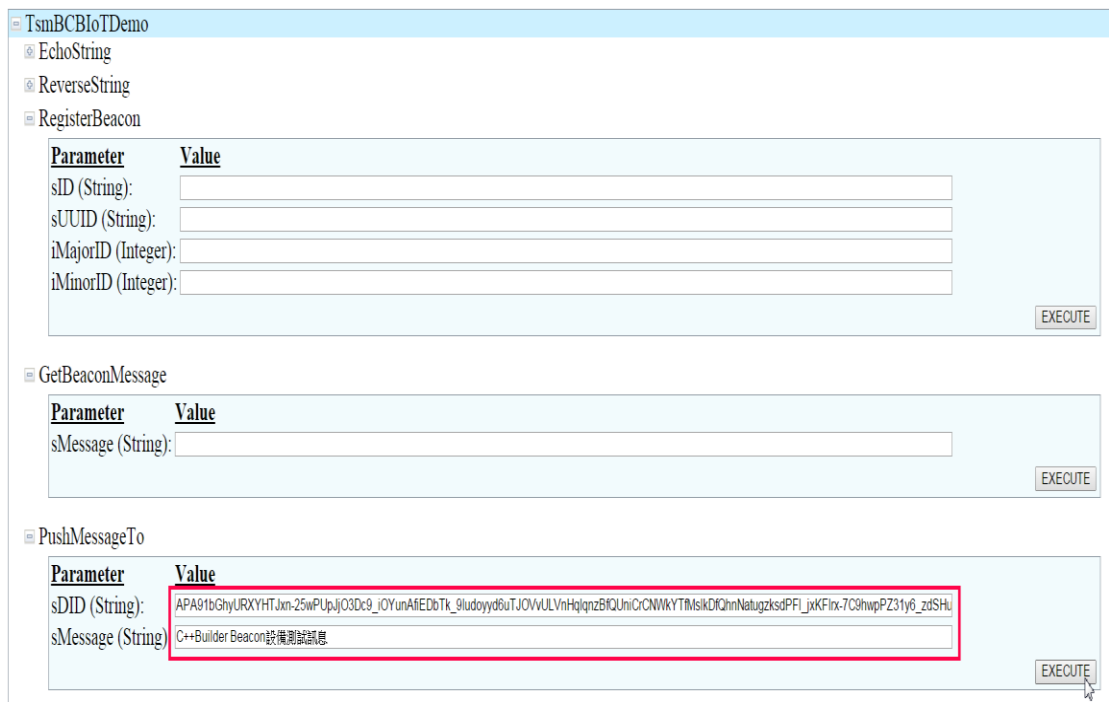 TsmBCBIoTDemo
EchoString
ReverseString
RegisterBeacon
Parameter Value
sID (String):
sUUID (String):
iMajorID (Integer):
iMinorID (Integer):
EXECUTE
GetBeaconMessage
Parameter Value
sMessage (String):
EXECUTE
PushMessageTo
Parameter Value
sDID (String):
sMessage (String) C++Builder Beacon設備測試訊息
EXECUTE